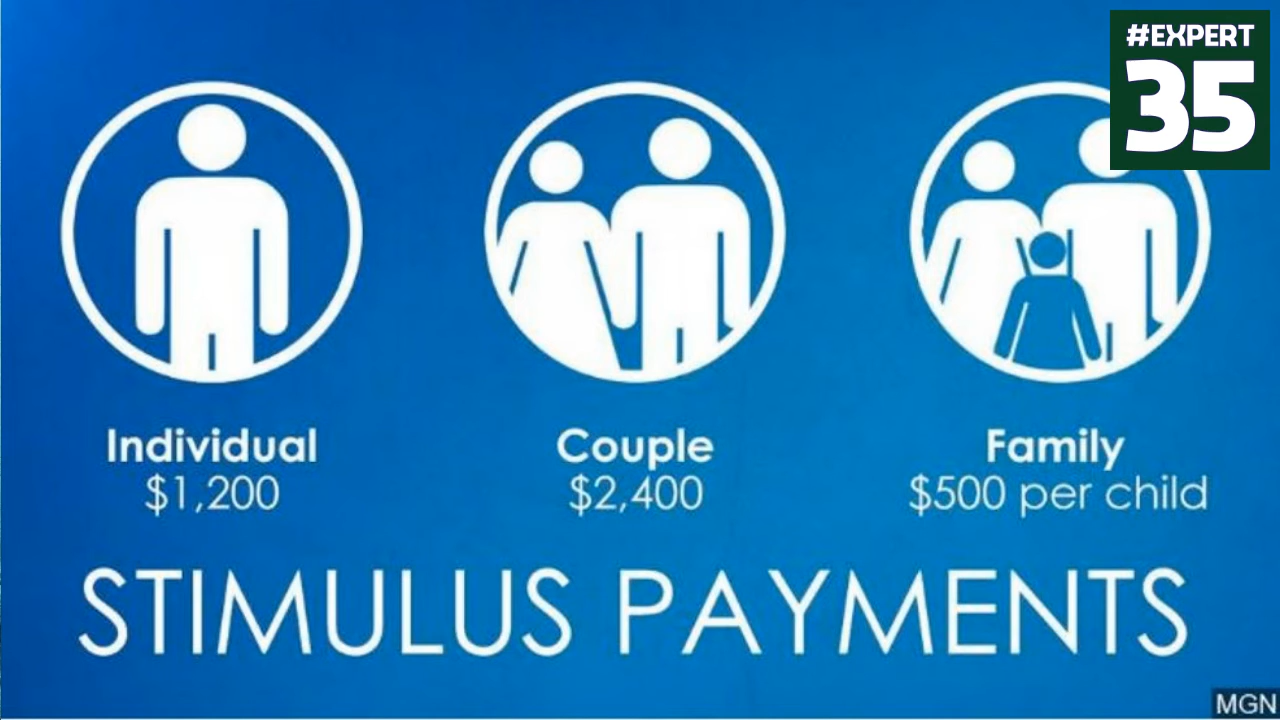 #EXPERT
35
Individual
$1,200
Couple
$2,400
Family
$500 per child
STIMULUS PAYMENTS
MGN